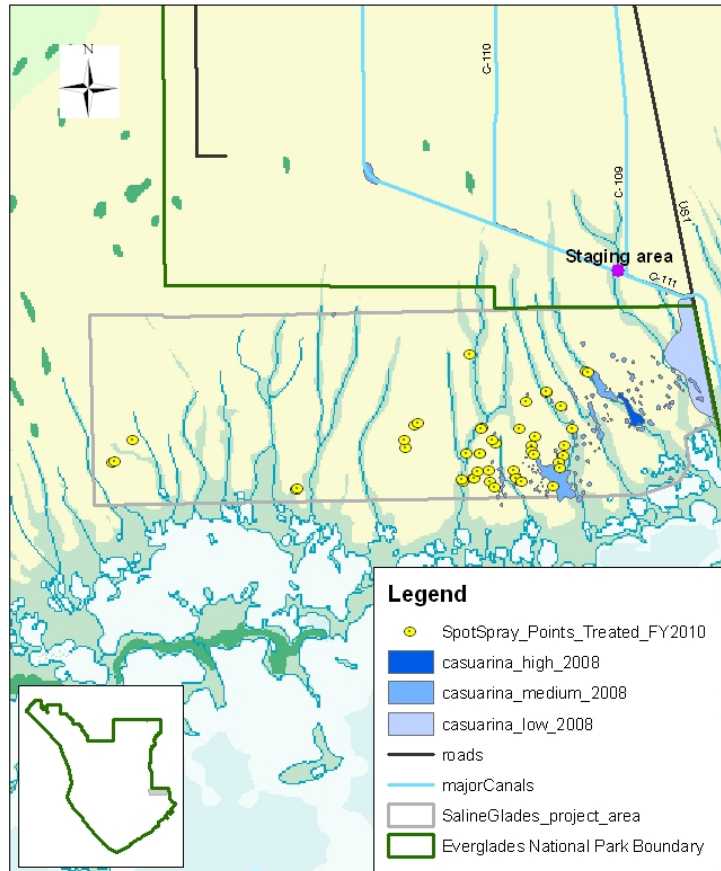 N
C-110
C-109
US1
Staging area
C-111
Legend
SpotSpray_Points_Treated_FY2010
casuarina_high_2008
casuarina_medium_2008
casuarina_low_2008
roads
majorCanals
SalineGlades_project_area
Everglades National Park Boundary